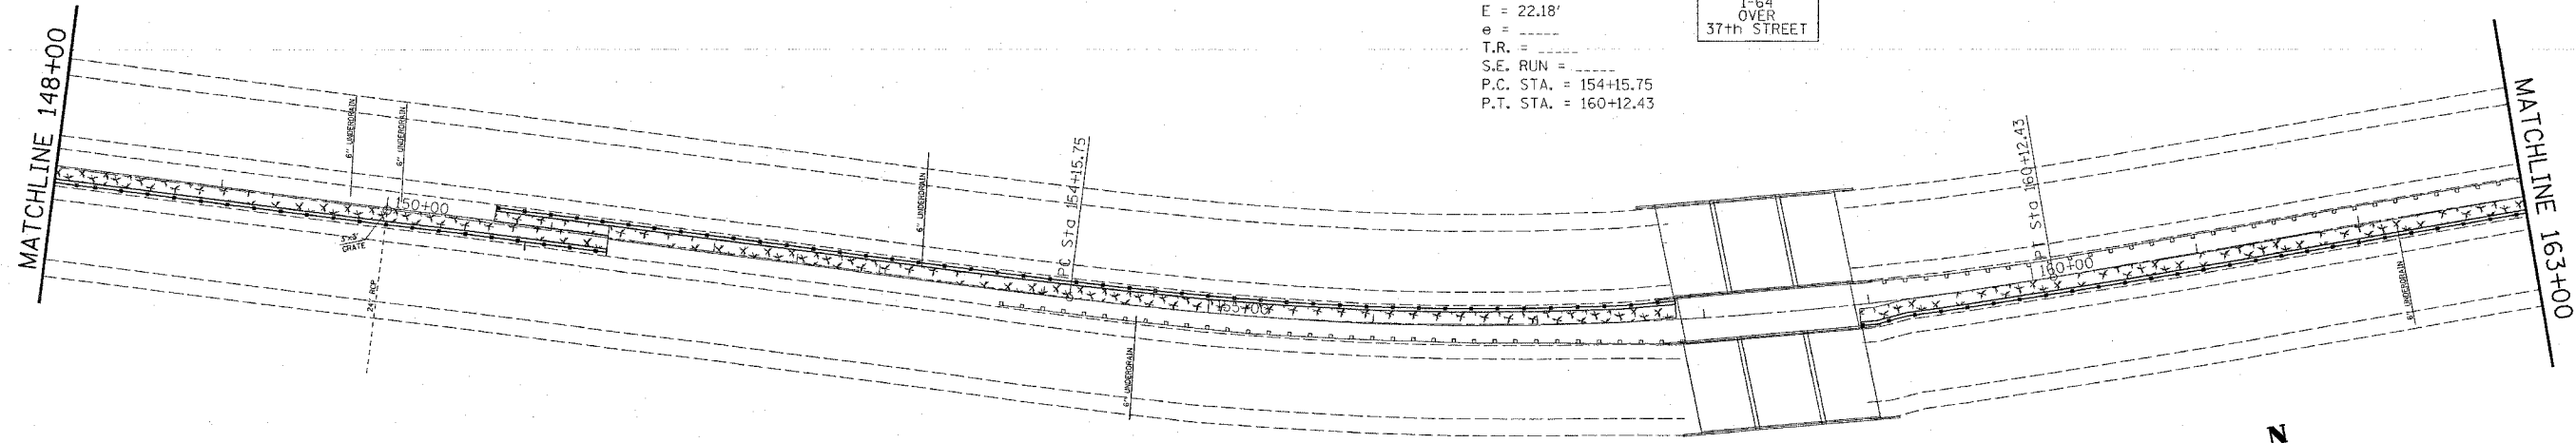 E = 22.18'
e = _____
T.R. = _____
S.E. RUN = _____
P.C. STA. = 154+15.75
P.T. STA. = 160+12.43
I-64
OVER
37th STREET
MATCHLINE 148+00
6" UNDERDRAIN
6" UNDERDRAIN
150+00
GRATE
RCP
6" UNDERDRAIN
PC Sta 154+15.75
155+00
6" UNDERDRAIN
PT Sta 160+12.43
160+00
6" UNDERDRAIN
MATCHLINE 163+00
N